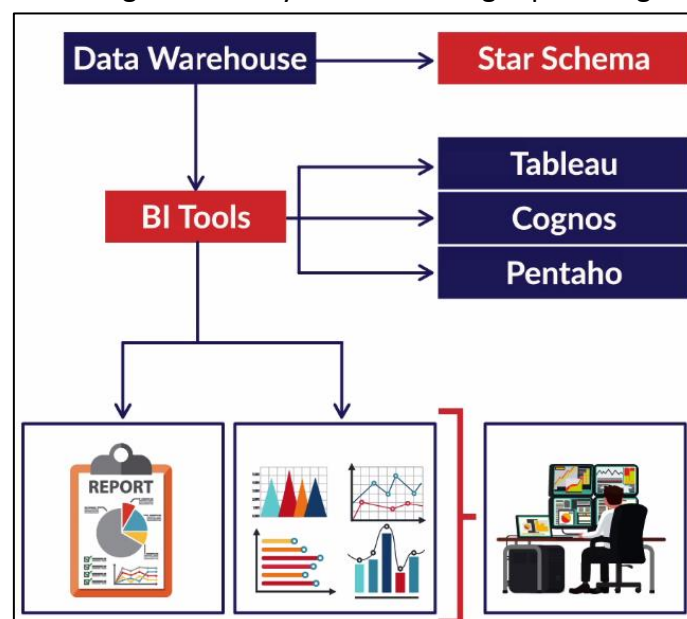 Data Warehouse
Star Schema
Tableau
BI Tools
Cognos
Pentaho
REPORT